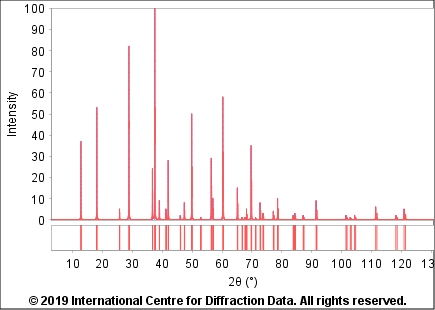 100
90
80
70
60
50
40
30
20
10
0
Intensity
10 20 30 40 50 60 70 80 90 100 110 120 13
2θ (°)
© 2019 International Centre for Diffraction Data. All rights reserved.